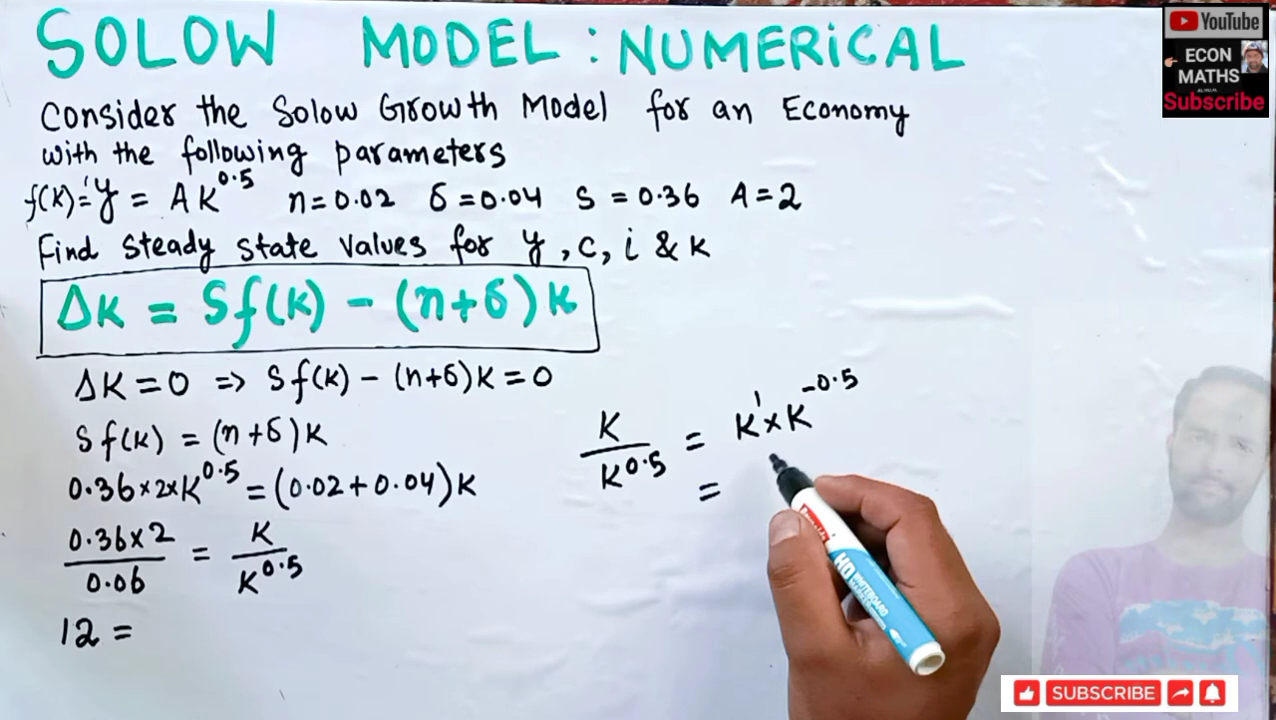 SOLOW MODEL : NUMERICAL
YouTube
ECON
MATHS
Subscribe
Consider the Solow Growth Model for an Economy
with the following parameters
f(K)=y = AK^0.5 n=0.02 δ=0.04 S=0.36 A=2
Find steady state values for y, c, i & K
ΔK = Sf(K) - (n+δ)K
ΔK=0 => Sf(K) - (n+δ)K=0
Sf(K) = (n+δ)K
0.36×2×K^0.5 = (0.02+0.04)K
0.36×2/0.06 = K/K^0.5
12 =
K/K^0.5 = K^1×K^-0.5
=
HD WHITEBOARD
SUBSCRIBE